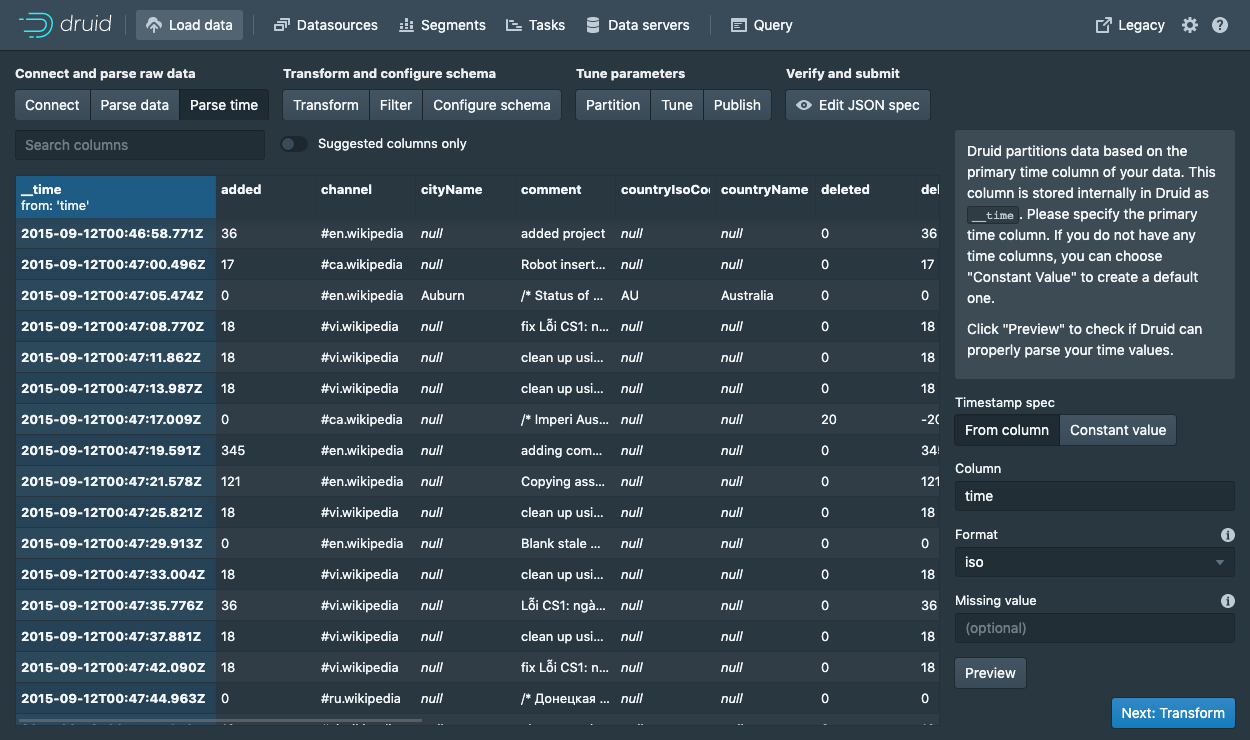 druid Load data Datasources Segments Tasks Data servers Query Legacy
Connect and parse raw data Transform and configure schema Tune parameters Verify and submit
Connect Parse data Parse time Transform Filter Configure schema Partition Tune Publish Edit JSON spec
Search columns Suggested columns only
__time added channel cityName comment countryIsoCo countryName deleted del
from: 'time'
2015-09-12T00:46:58.771Z 36 #en.wikipedia null added project null null 0 36
2015-09-12T00:47:00.496Z 17 #ca.wikipedia null Robot insert... null null 0 17
2015-09-12T00:47:05.474Z 0 #en.wikipedia Auburn /* Status of ... AU Australia 0 0
2015-09-12T00:47:08.770Z 18 #vi.wikipedia null fix Lỗi CS1: n... null null 0 18
2015-09-12T00:47:11.862Z 18 #vi.wikipedia null clean up usi... null null 0 18
2015-09-12T00:47:13.987Z 18 #vi.wikipedia null clean up usi... null null 0 18
2015-09-12T00:47:17.009Z 0 #ca.wikipedia null /* Imperi Aus... null null 20 -20
2015-09-12T00:47:19.591Z 345 #en.wikipedia null adding com... null null 0 345
2015-09-12T00:47:21.578Z 121 #en.wikipedia null Copying ass... null null 0 121
2015-09-12T00:47:25.821Z 18 #vi.wikipedia null clean up usi... null null 0 18
2015-09-12T00:47:29.913Z 0 #en.wikipedia null Blank stale ... null null 0 0
2015-09-12T00:47:33.004Z 18 #vi.wikipedia null clean up usi... null null 0 18
2015-09-12T00:47:35.776Z 36 #vi.wikipedia null Lỗi CS1: ngà... null null 0 36
2015-09-12T00:47:37.881Z 18 #vi.wikipedia null clean up usi... null null 0 18
2015-09-12T00:47:42.090Z 18 #vi.wikipedia null fix Lỗi CS1: n... null null 0 18
2015-09-12T00:47:44.963Z 0 #ru.wikipedia null /* Донецкая ... null null 0 0
Druid partitions data based on the
primary time column of your data. This
column is stored internally in Druid as
__time . Please specify the primary
time column. If you do not have any
time columns, you can choose
"Constant Value" to create a default
one.
Click "Preview" to check if Druid can
properly parse your time values.
Timestamp spec
From column Constant value
Column
time
Format
iso
Missing value
(optional)
Preview
Next: Transform